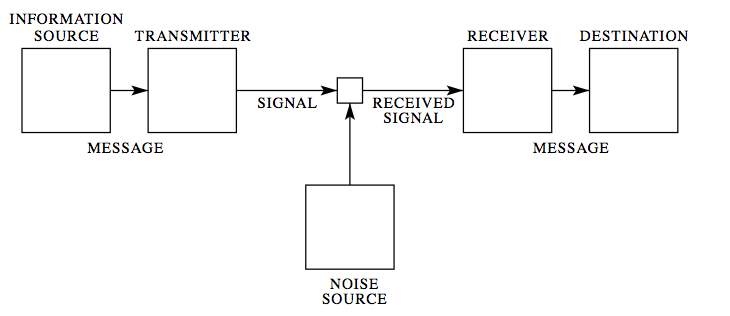 INFORMATION
SOURCE
TRANSMITTER
RECEIVER
DESTINATION
SIGNAL
RECEIVED
SIGNAL
MESSAGE
MESSAGE
NOISE
SOURCE